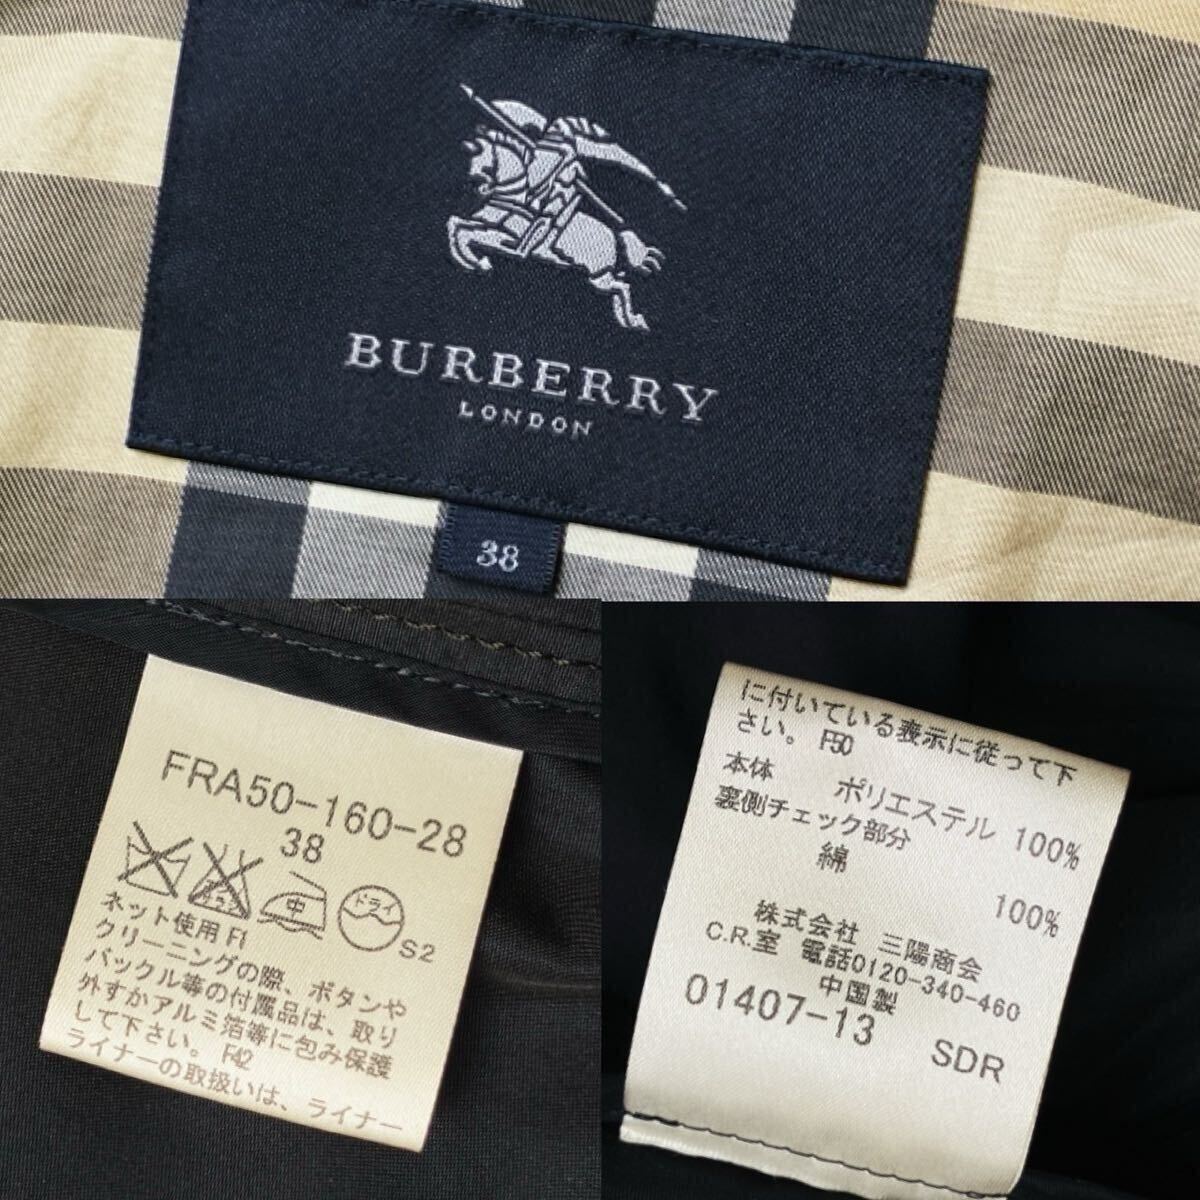 BURBERRY
LONDON
38
FRA50-160-28
38
中
ドライ
S2
ネット使用 F1
クリーニングの際、ボタンや
バックル等の付属品は、取り
外すかアルミ箔等に包み保護
して下さい。 F42
ライナーの取扱いは、ライナー
に付いている表示に従って下
さい。 F50
本体 ポリエステル 100%
裏側チェック部分
綿 100%
株式会社 三陽商会
C.R.室 電話0120-340-460
中国製
01407-13 SDR